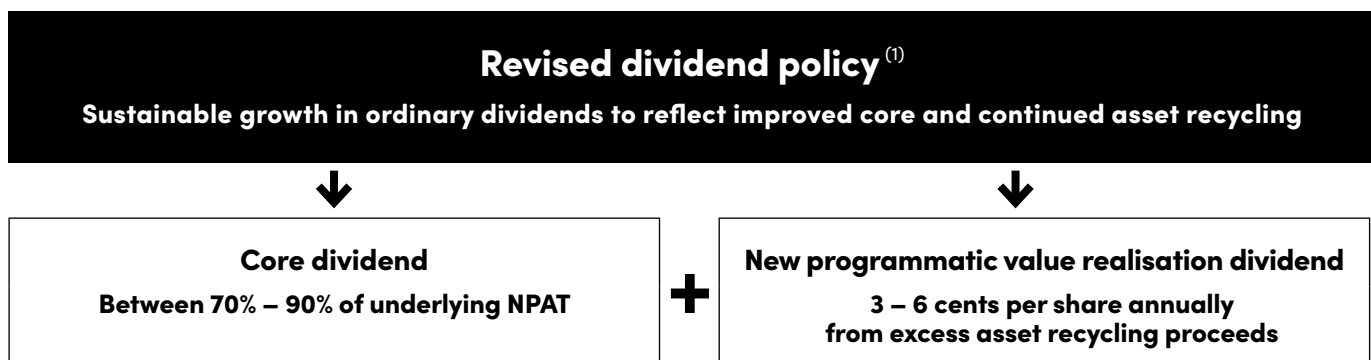 Revised dividend policy (1)
Sustainable growth in ordinary dividends to reflect improved core and continued asset recycling
Core dividend
Between 70% – 90% of underlying NPAT
+
New programmatic value realisation dividend
3 – 6 cents per share annually
from excess asset recycling proceeds